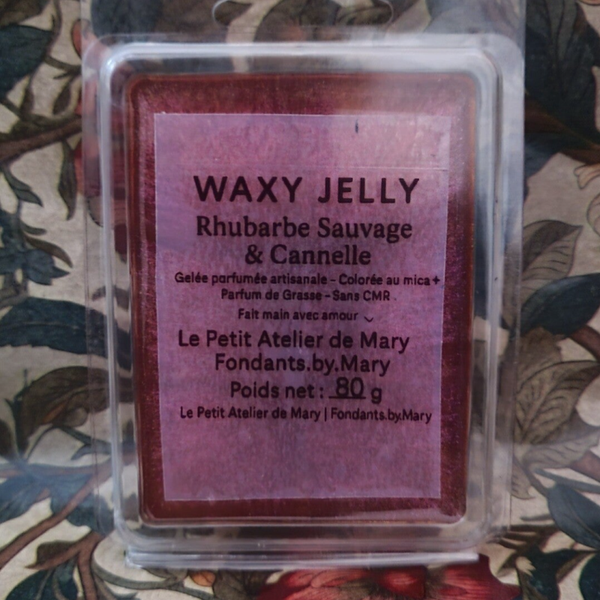 WAXY JELLY
Rhubarbe Sauvage
& Cannelle
Gelée parfumée artisanale - Colorée au mica+
Parfum de Grasse - Sans CMR
Fait main avec amour
Le Petit Atelier de Mary
Fondants.by.Mary
Poids net : 80 g
Le Petit Atelier de Mary | Fondants.by.Mary